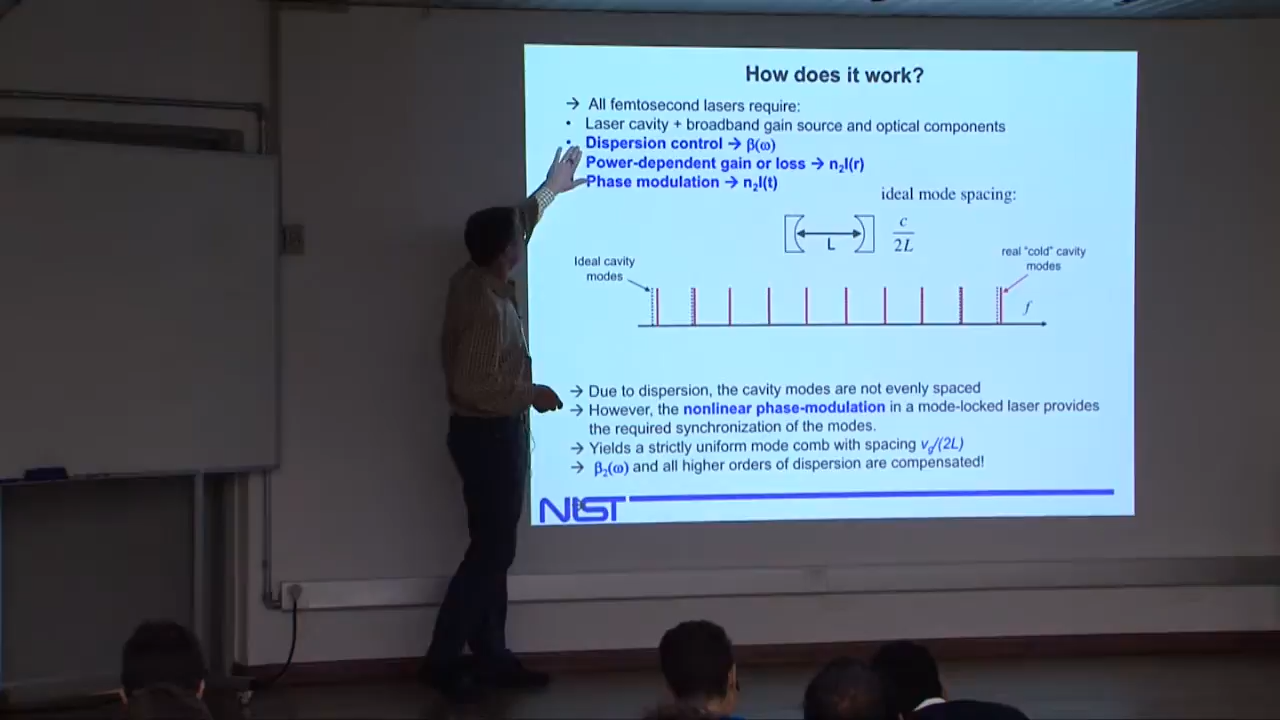 How does it work?
→ All femtosecond lasers require:
• Laser cavity + broadband gain source and optical components
• Dispersion control → β(ω)
Power-dependent gain or loss → n₂I(r)
Phase modulation → n₂I(t)
ideal mode spacing:
L
c
2L
Ideal cavity
modes
real "cold" cavity
modes
f
→ Due to dispersion, the cavity modes are not evenly spaced
→ However, the nonlinear phase-modulation in a mode-locked laser provides
the required synchronization of the modes.
→ Yields a strictly uniform mode comb with spacing v_g/(2L)
→ β₂(ω) and all higher orders of dispersion are compensated!
NIST